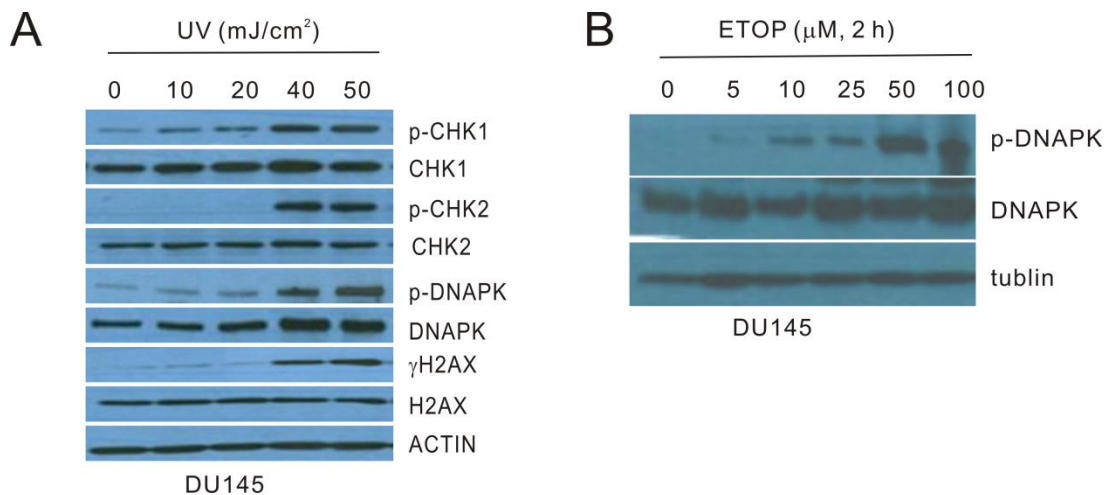 A
UV (mJ/cm²)
0 10 20 40 50
p-CHK1
CHK1
p-CHK2
CHK2
p-DNAPK
DNAPK
γH2AX
H2AX
ACTIN
DU145
B
ETOP (μM, 2 h)
0 5 10 25 50 100
p-DNAPK
DNAPK
tublin
DU145